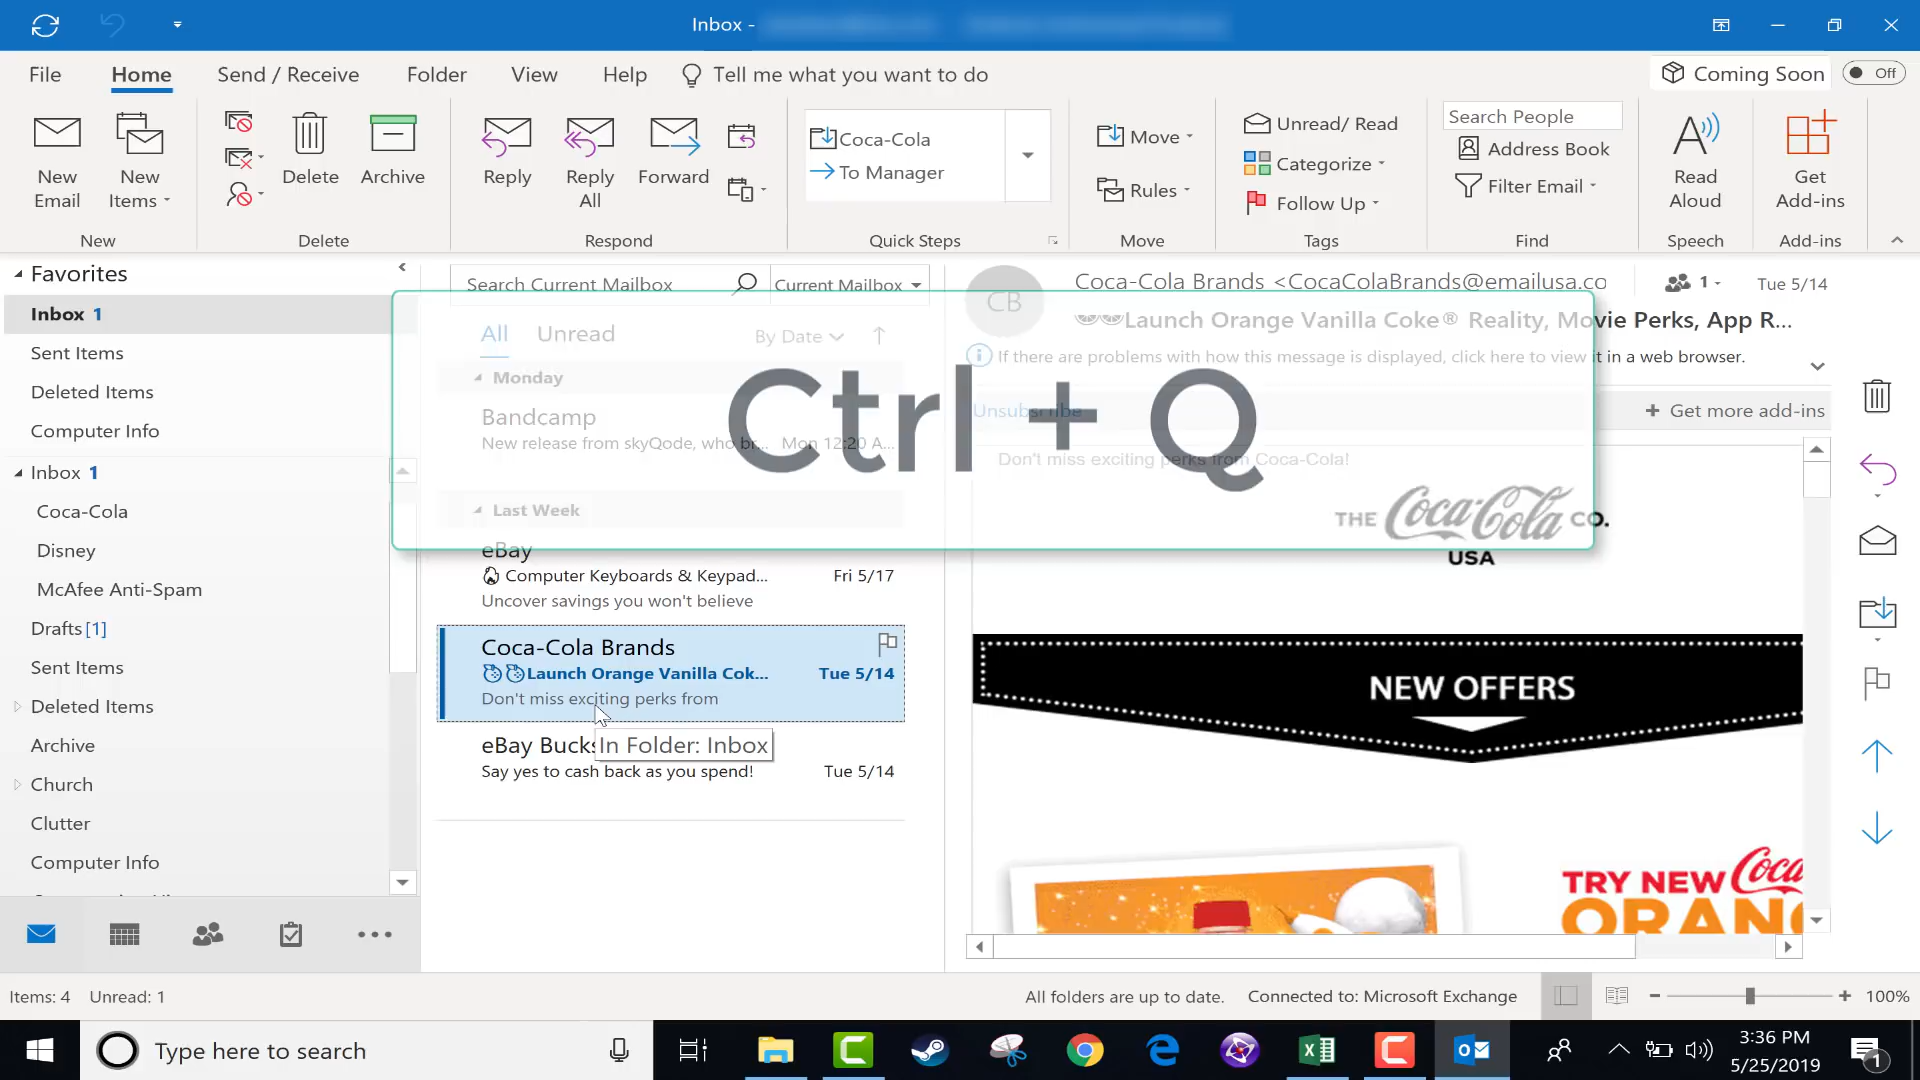 Inbox -
File Home Send / Receive Folder View Help Tell me what you want to do
Coming Soon Off
New Email
New Items
Delete
Archive
Reply
Reply All
Forward
Coca-Cola
To Manager
Move
Rules
Unread/ Read
Categorize
Follow Up
Search People
Address Book
Filter Email
Read Aloud
Get Add-ins
New Delete Respond Quick Steps Move Tags Find Speech Add-ins
Favorites
Inbox 1
Sent Items
Deleted Items
Computer Info
Inbox 1
Coca-Cola
Disney
McAfee Anti-Spam
Drafts [1]
Sent Items
Deleted Items
Archive
Church
Clutter
Computer Info
Search Current Mailbox Current Mailbox
All Unread By Date
Monday
Bandcamp
New release from skyQode, who br... Mon 12:20 A...
Last Week
eBay
Computer Keyboards & Keypad... Fri 5/17
Uncover savings you won't believe
Coca-Cola Brands
Launch Orange Vanilla Cok... Tue 5/14
Don't miss exciting perks from
eBay Bucks
In Folder: Inbox
Say yes to cash back as you spend! Tue 5/14
Ctrl + Q
CB
Coca-Cola Brands <CocaColaBrands@emailusa.co
1 Tue 5/14
Launch Orange Vanilla Coke® Reality, Movie Perks, App R...
If there are problems with how this message is displayed, click here to view it in a web browser.
Unsubscribe
+ Get more add-ins
Don't miss exciting perks from Coca-Cola!
THE Coca-Cola CO.
USA
NEW OFFERS
TRY NEW Coca
ORAN
Items: 4 Unread: 1
All folders are up to date. Connected to: Microsoft Exchange
100%
Type here to search
3:36 PM
5/25/2019
1